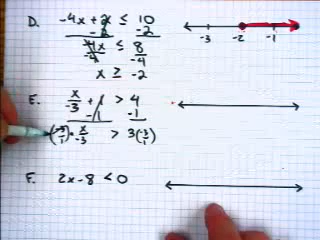 D. -4x + 2 ≤ 10
-2 -2
-4x ≤ 8
-4 -4
x ≥ -2
-3 -2 -1
E. x/-3 + 1 > 4
-1 -1
(-3/1) · x/-3 > 3(-3/1)
F. 2x - 8 < 0